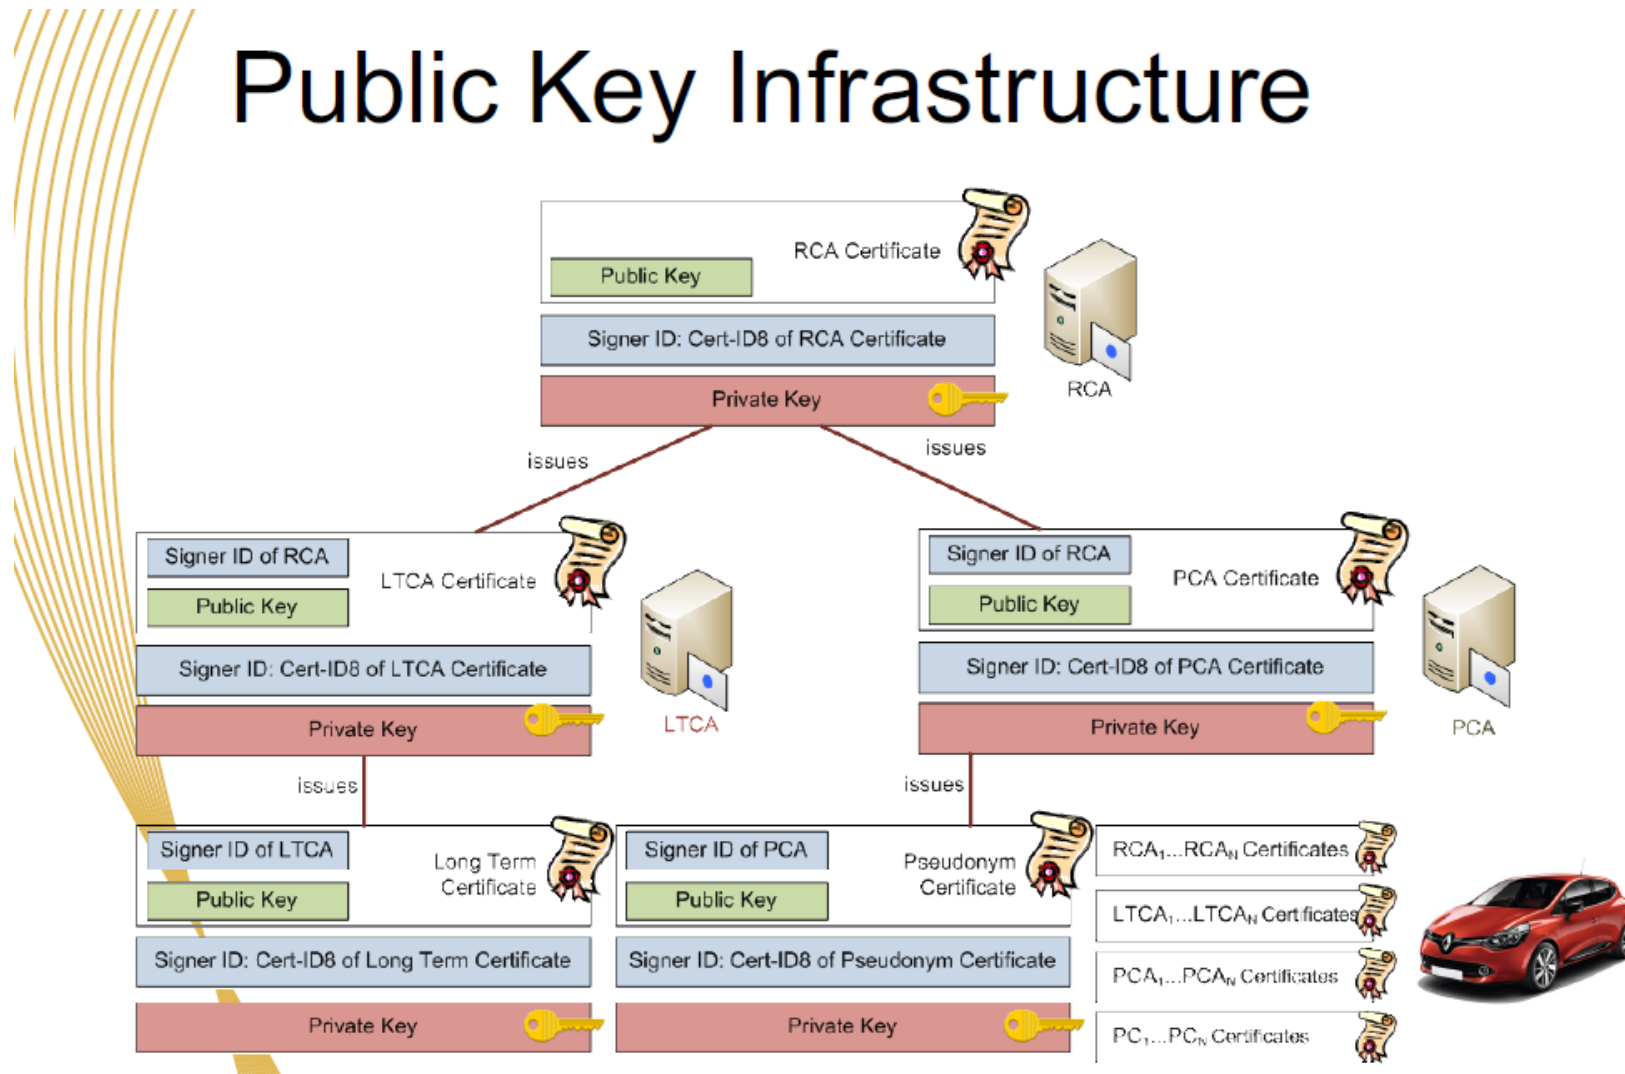 Public Key Infrastructure
RCA Certificate
Public Key
Signer ID: Cert-ID8 of RCA Certificate
Private Key
RCA
issues
issues
Signer ID of RCA
LTCA Certificate
Public Key
Signer ID: Cert-ID8 of LTCA Certificate
Private Key
LTCA
Signer ID of RCA
PCA Certificate
Public Key
Signer ID: Cert-ID8 of PCA Certificate
Private Key
PCA
issues
issues
Signer ID of LTCA
Long Term
Certificate
Public Key
Signer ID: Cert-ID8 of Long Term Certificate
Private Key
Signer ID of PCA
Pseudonym
Certificate
Public Key
Signer ID: Cert-ID8 of Pseudonym Certificate
Private Key
RCA₁...RCA_N Certificates
LTCA₁...LTCA_N Certificates
PCA₁...PCA_N Certificates
PC₁...PC_N Certificates